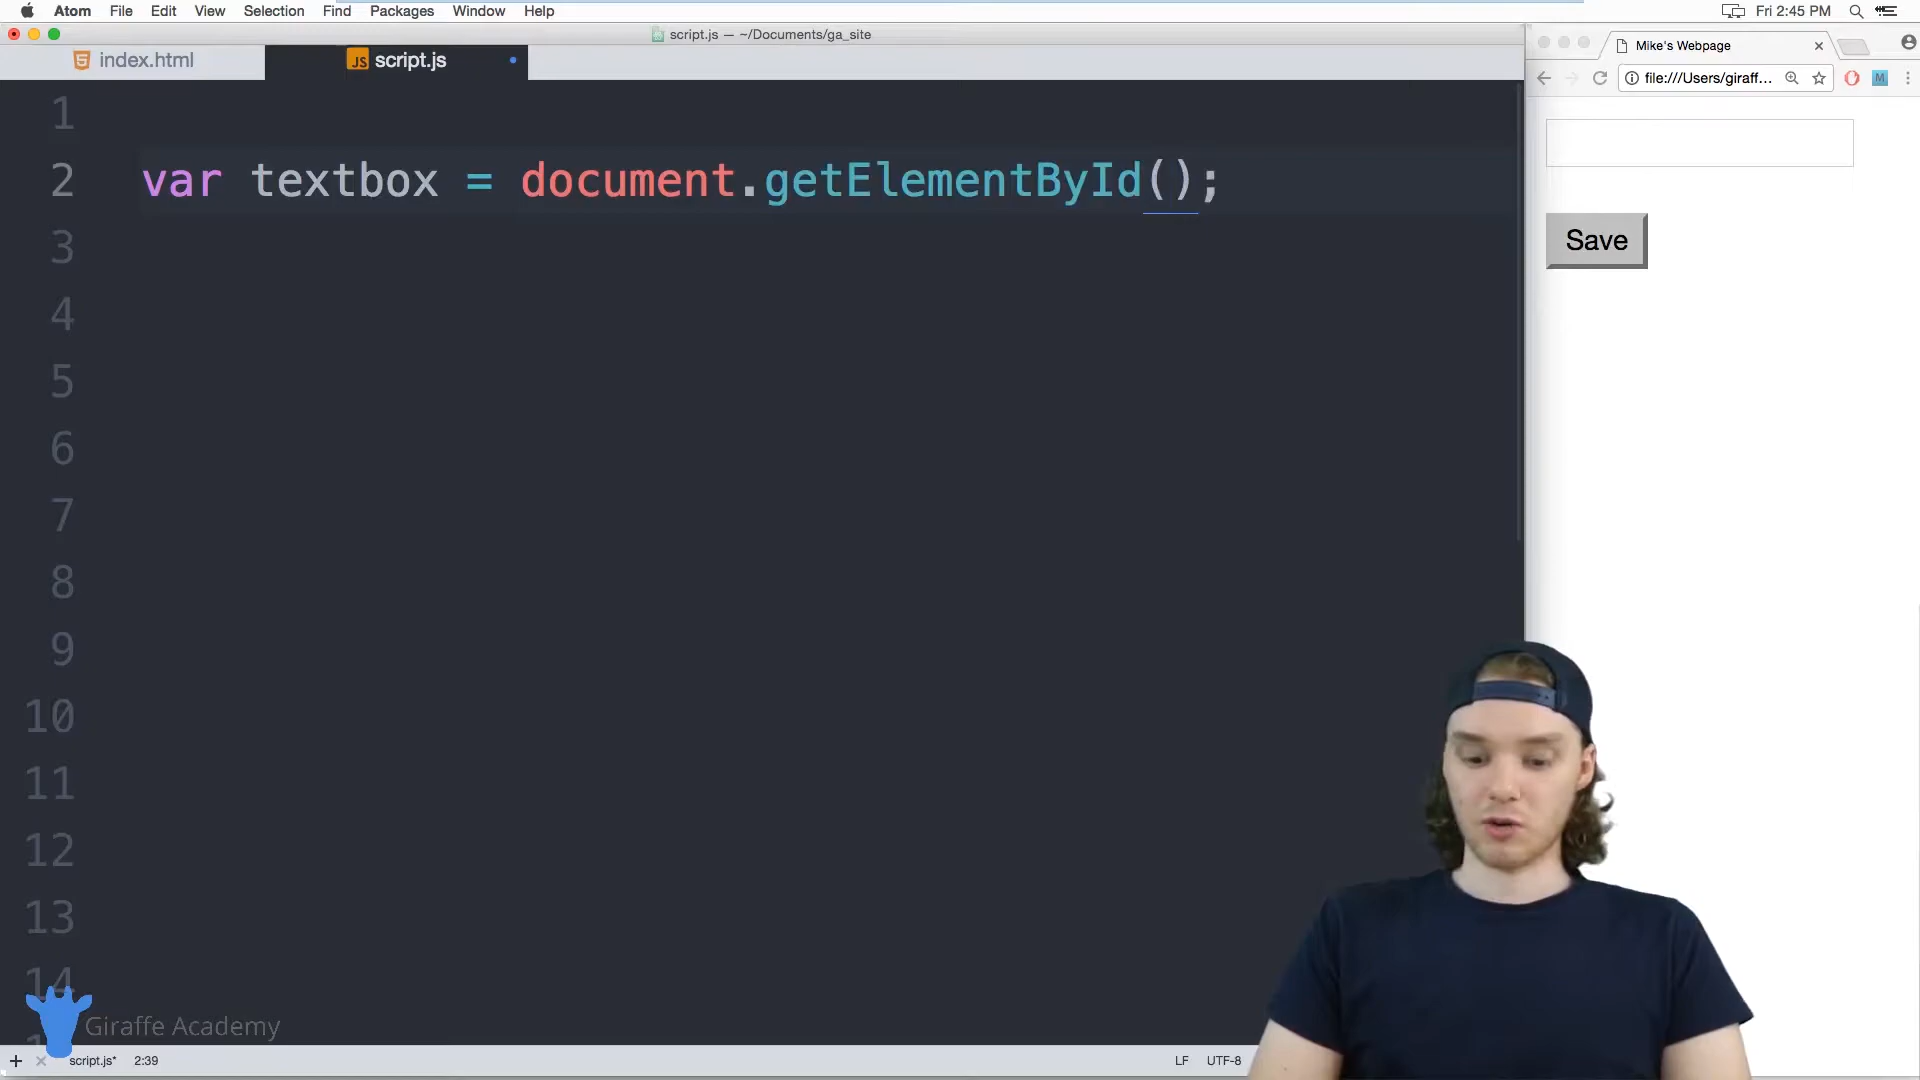 Atom File Edit View Selection Find Packages Window Help Fri 2:45 PM
script.js — ~/Documents/ga_site
index.html JS script.js
Mike's Webpage
file:///Users/giraff... M
1
2 var textbox = document.getElementById();
3
4
5
6
7
8
9
10
11
12
13
14
Save
Giraffe Academy
script.js* 2:39 LF UTF-8